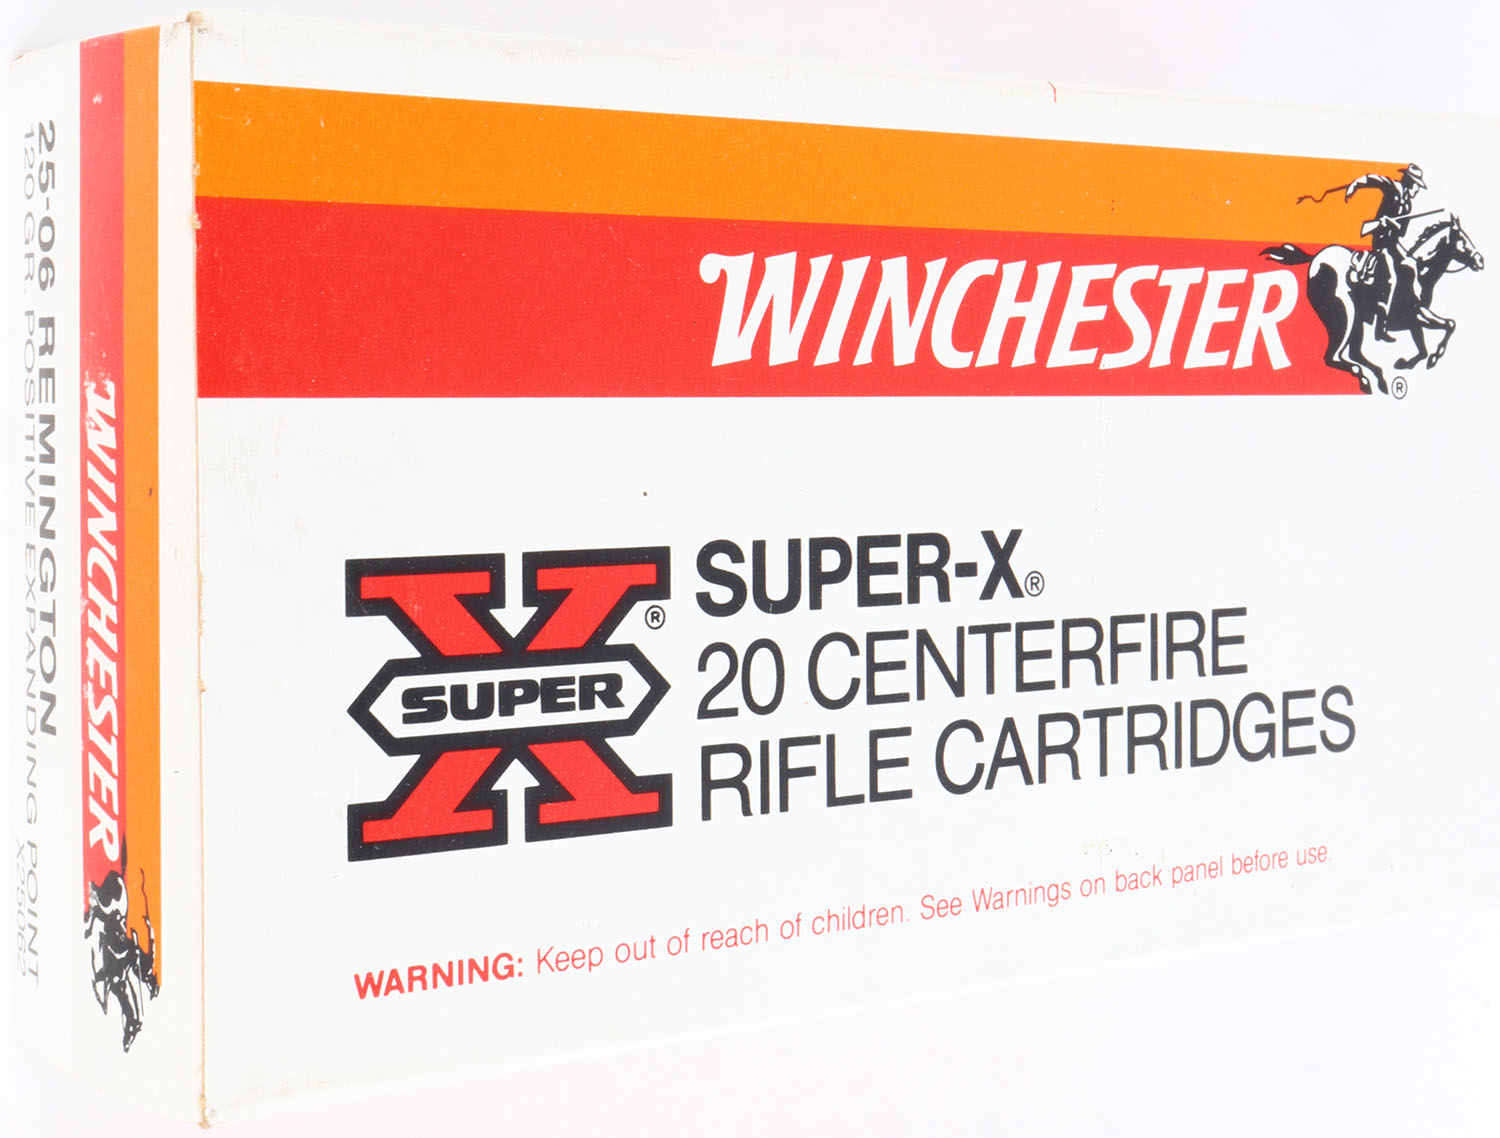 WINCHESTER®
SUPER®
SUPER-X®
20 CENTERFIRE
RIFLE CARTRIDGES
WARNING: Keep out of reach of children. See Warnings on back panel before use.
WINCHESTER
25-06 REMINGTON
120 GR. POSITIVE EXPANDING POINT
X25062